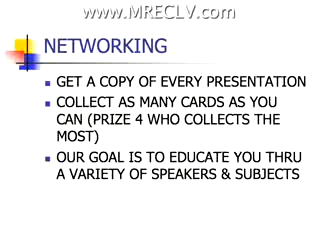 www.MRECLV.com
NETWORKING
GET A COPY OF EVERY PRESENTATION
COLLECT AS MANY CARDS AS YOU
CAN (PRIZE 4 WHO COLLECTS THE
MOST)
OUR GOAL IS TO EDUCATE YOU THRU
A VARIETY OF SPEAKERS & SUBJECTS